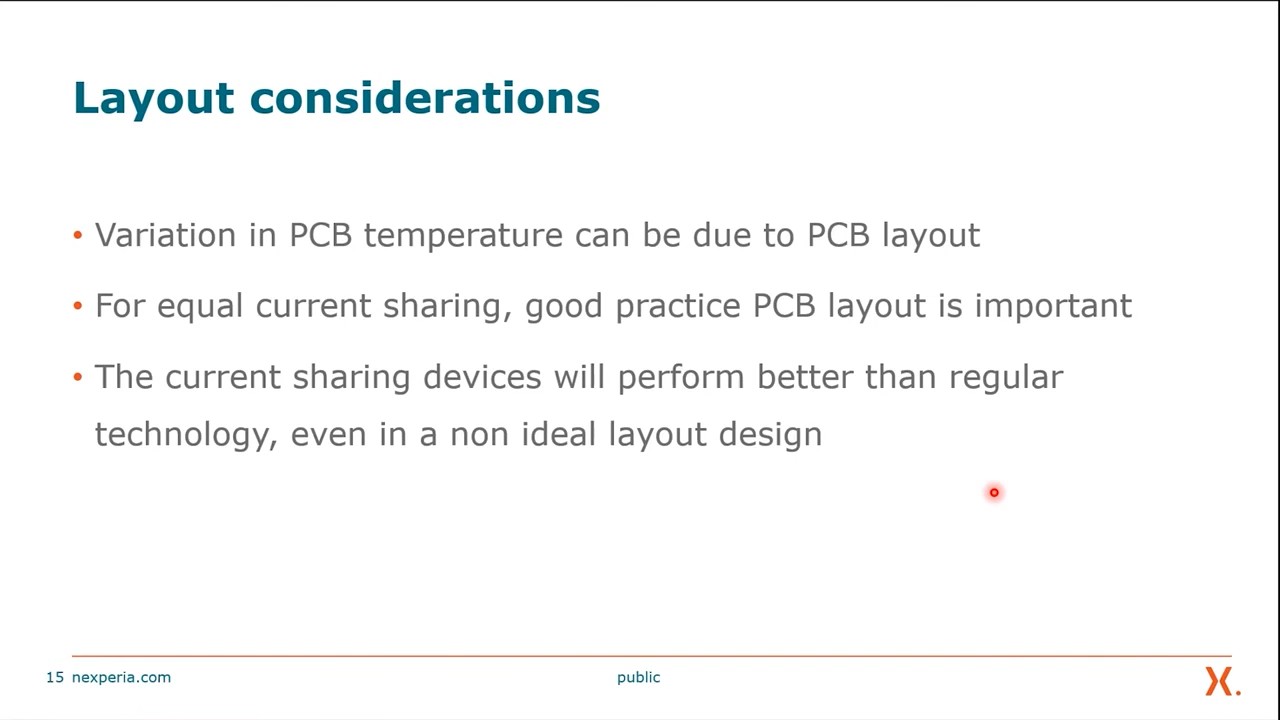 Layout considerations
• Variation in PCB temperature can be due to PCB layout
• For equal current sharing, good practice PCB layout is important
• The current sharing devices will perform better than regular
technology, even in a non ideal layout design
15 nexperia.com public